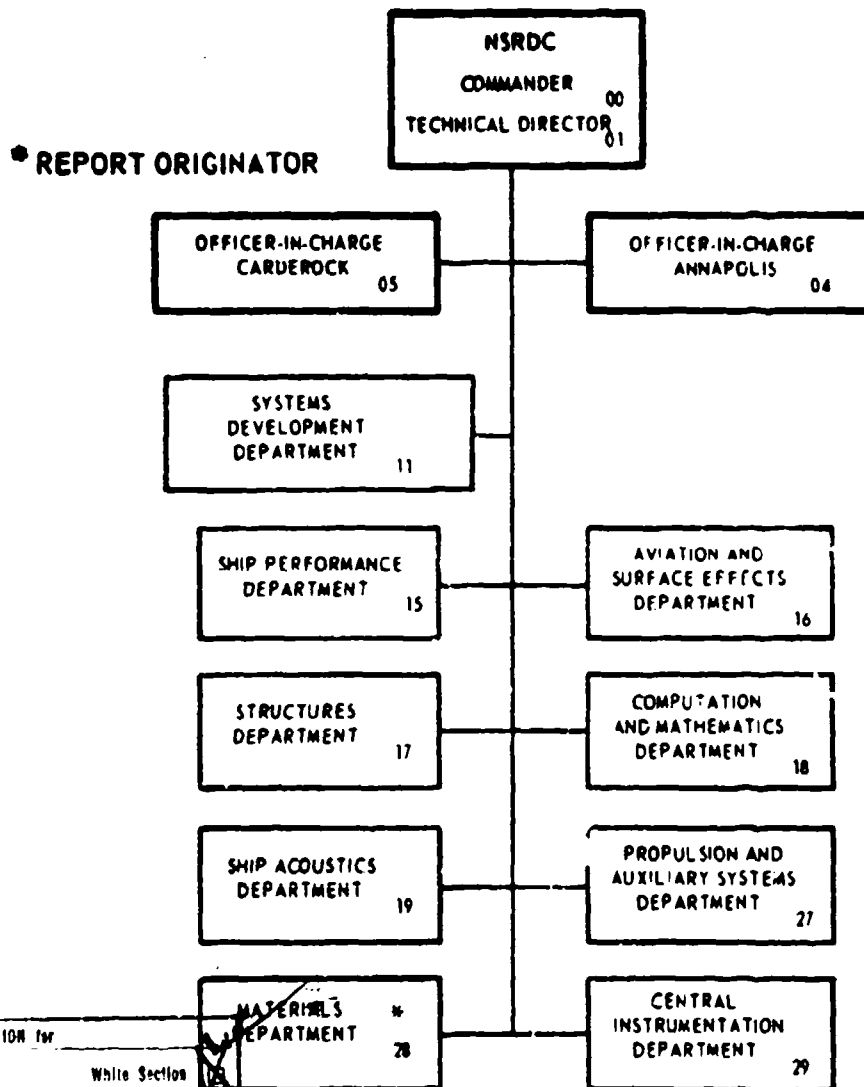 NSRDC
COMMANDER
00
TECHNICAL DIRECTOR
01
* REPORT ORIGINATOR
OFFICER-IN-CHARGE
CARDEROCK
05
OFFICER-IN-CHARGE
ANNAPOLIS
04
SYSTEMS
DEVELOPMENT
DEPARTMENT
11
SHIP PERFORMANCE
DEPARTMENT
15
AVIATION AND
SURFACE EFFECTS
DEPARTMENT
16
STRUCTURES
DEPARTMENT
17
COMPUTATION
AND MATHEMATICS
DEPARTMENT
18
SHIP ACOUSTICS
DEPARTMENT
19
PROPULSION AND
AUXILIARY SYSTEMS
DEPARTMENT
27
MATERIALS *
DEPARTMENT
28
CENTRAL
INSTRUMENTATION
DEPARTMENT
29
ION for
White Section